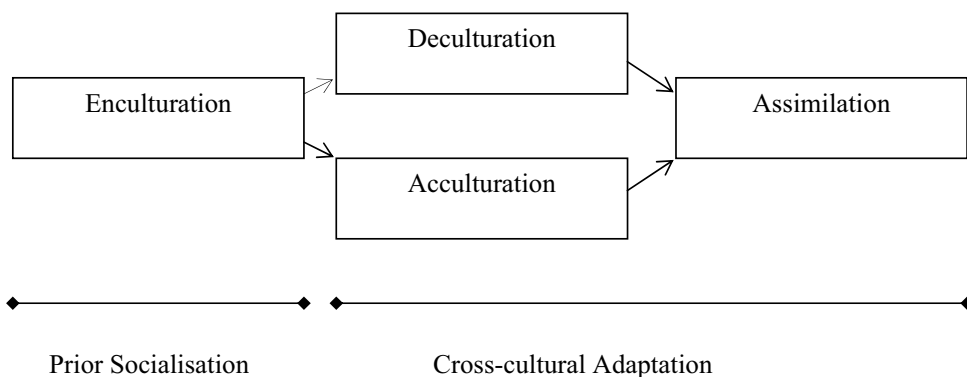 Deculturation
Enculturation
Assimilation
Acculturation
Prior Socialisation
Cross-cultural Adaptation